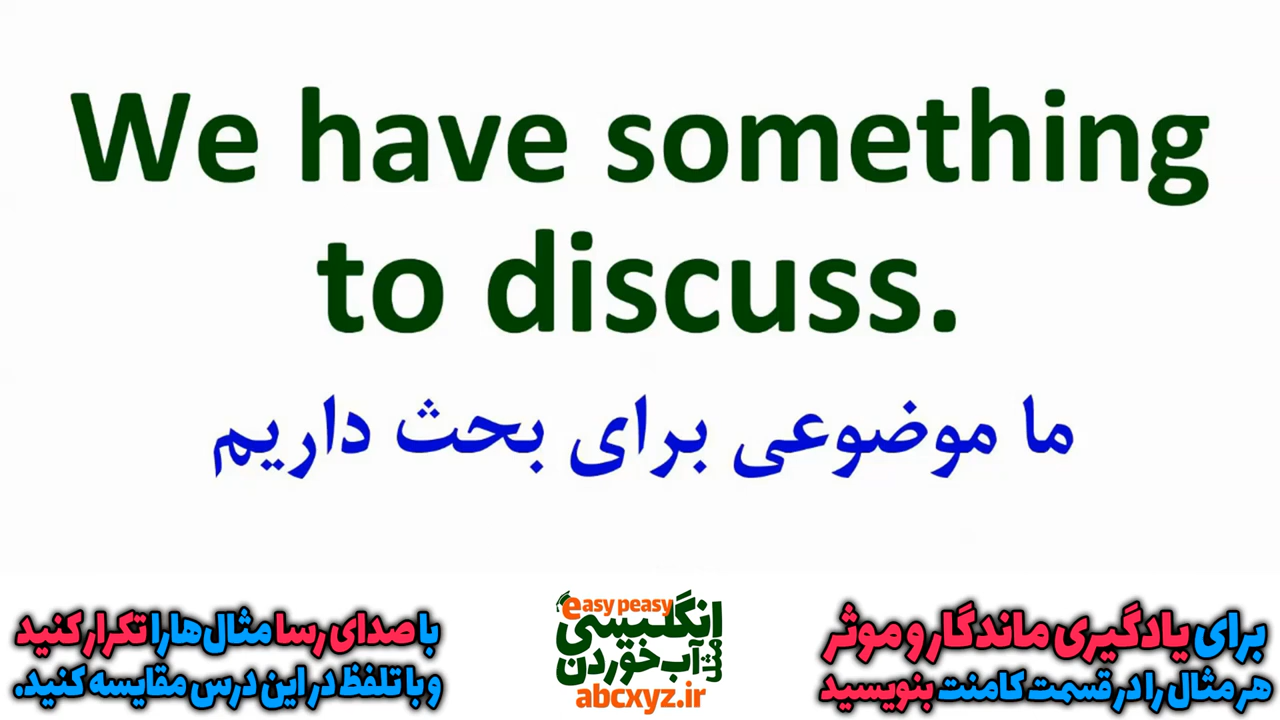 We have something
to discuss.
ما موضوعی برای بحث داریم
برای یادگیری ماندگار و موثر
هر مثال را در قسمت کامنت بنویسید
easy peasy
انگلیسی
مثل آب خوردن
abcxyz.ir
با صدای رسا مثال‌ها را تکرار کنید
و با تلفظ در این درس مقایسه کنید.